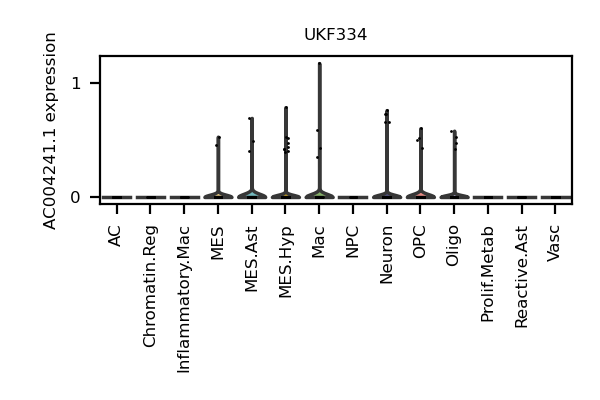 UKF334
AC004241.1 expression
1
0
AC
Chromatin.Reg
Inflammatory.Mac
MES
MES.Ast
MES.Hyp
Mac
NPC
Neuron
OPC
Oligo
Prolif.Metab
Reactive.Ast
Vasc